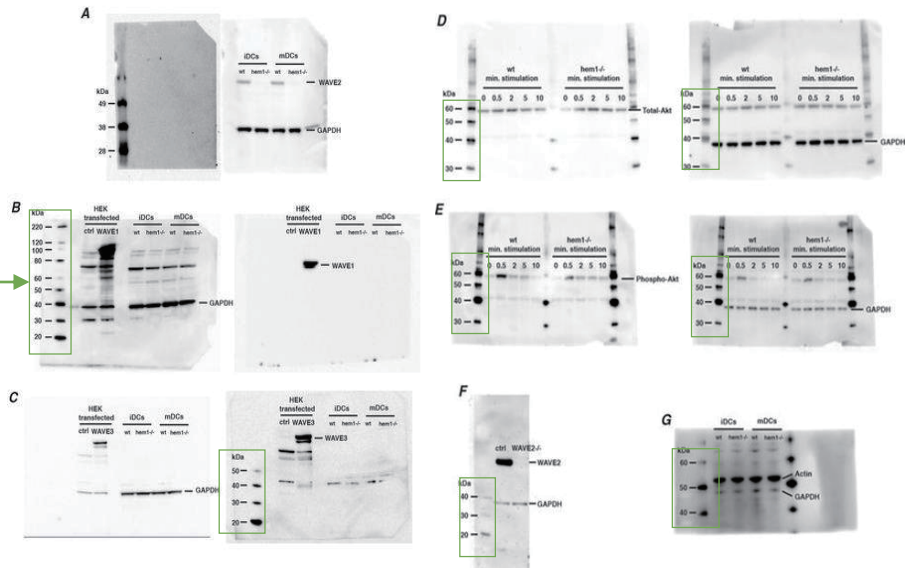 A
iDCs mDCs
wt hem1-/- wt hem1-/-
WAVE2
49
38
28
GAPDH
B
kDa
220
120
100
80
60
50
40
30
20
HEK
transfected
ctrl WAVE1
iDCs mDCs
wt hem1-/- wt hem1-/-
GAPDH
HEK
transfected
ctrl WAVE1
iDCs mDCs
wt hem1-/- wt hem1-/-
WAVE1
C
HEK
transfected
ctrl WAVE3
iDCs mDCs
wt hem1-/- wt hem1-/-
GAPDH
HEK
transfected
ctrl WAVE3
iDCs mDCs
wt hem1-/- wt hem1-/-
WAVE3
kDa
50
40
30
20
D
wt hem1-/-
min. stimulation min. stimulation
kDa 0 0.5 2 5 10 0 0.5 2 5 10
60
50
40
30
Total-Akt
wt hem1-/-
min. stimulation min. stimulation
kDa 0 0.5 2 5 10 0 0.5 2 5 10
60
50
40
30
GAPDH
E
wt hem1-/-
min. stimulation min. stimulation
kDa 0 0.5 2 5 10 0 0.5 2 5 10
60
50
40
30
Phospho-Akt
wt hem1-/-
min. stimulation min. stimulation
kDa 0 0.5 2 5 10 0 0.5 2 5 10
60
50
40
30
GAPDH
F
ctrl WAVE2-/-
WAVE2
kDa
40
30
20
GAPDH
G
iDCs mDCs
wt hem1-/- wt hem1-/-
kDa
60
50
40
Actin
GAPDH